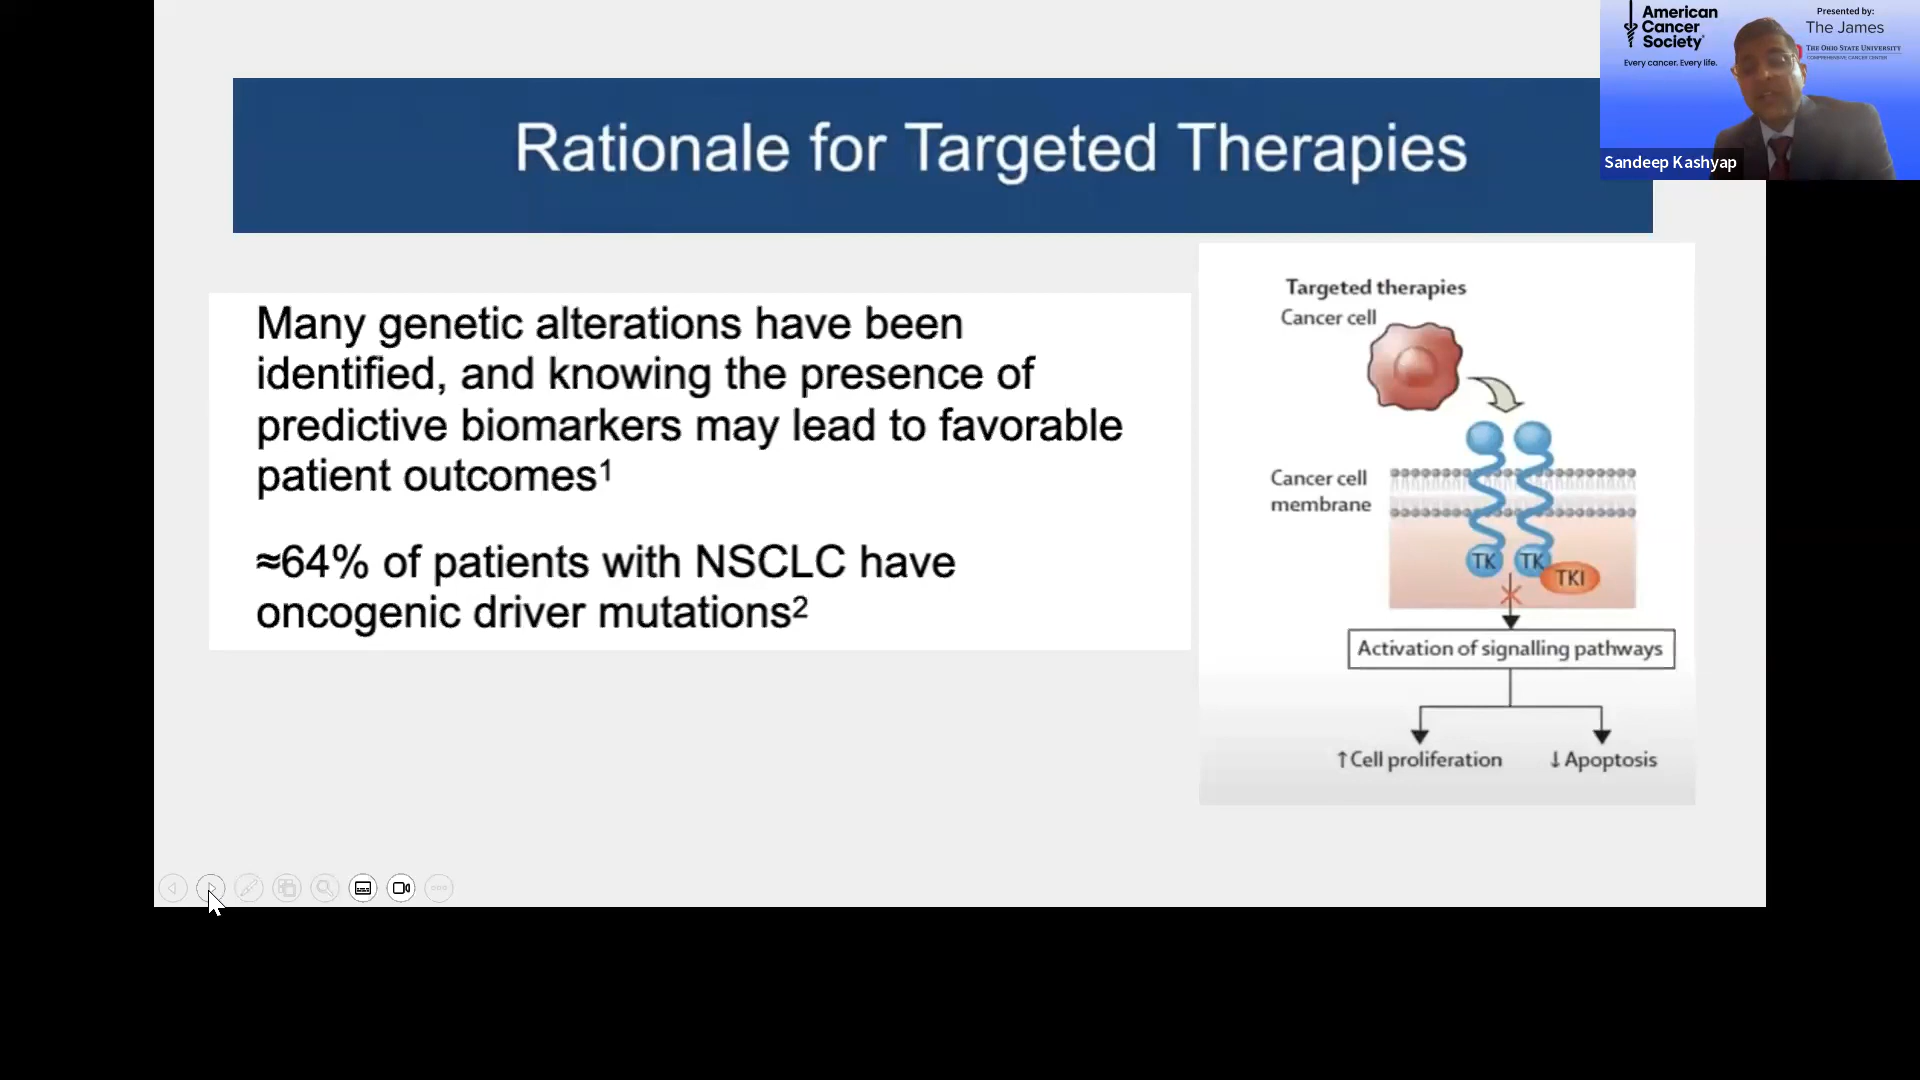 American
Cancer
Society
Every cancer. Every life.
Presented by:
The James
THE OHIO STATE UNIVERSITY
COMPREHENSIVE CANCER CENTER
Sandeep Kashyap
Rationale for Targeted Therapies
Many genetic alterations have been
identified, and knowing the presence of
predictive biomarkers may lead to favorable
patient outcomes¹
≈64% of patients with NSCLC have
oncogenic driver mutations²
Targeted therapies
Cancer cell
Cancer cell
membrane
TK TK
TKI
Activation of signalling pathways
↑Cell proliferation ↓Apoptosis